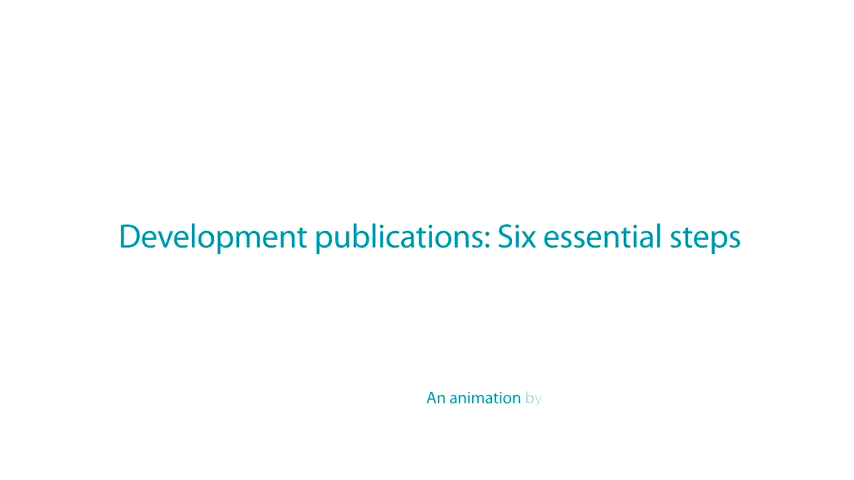 Development publications: Six essential steps
An animation by